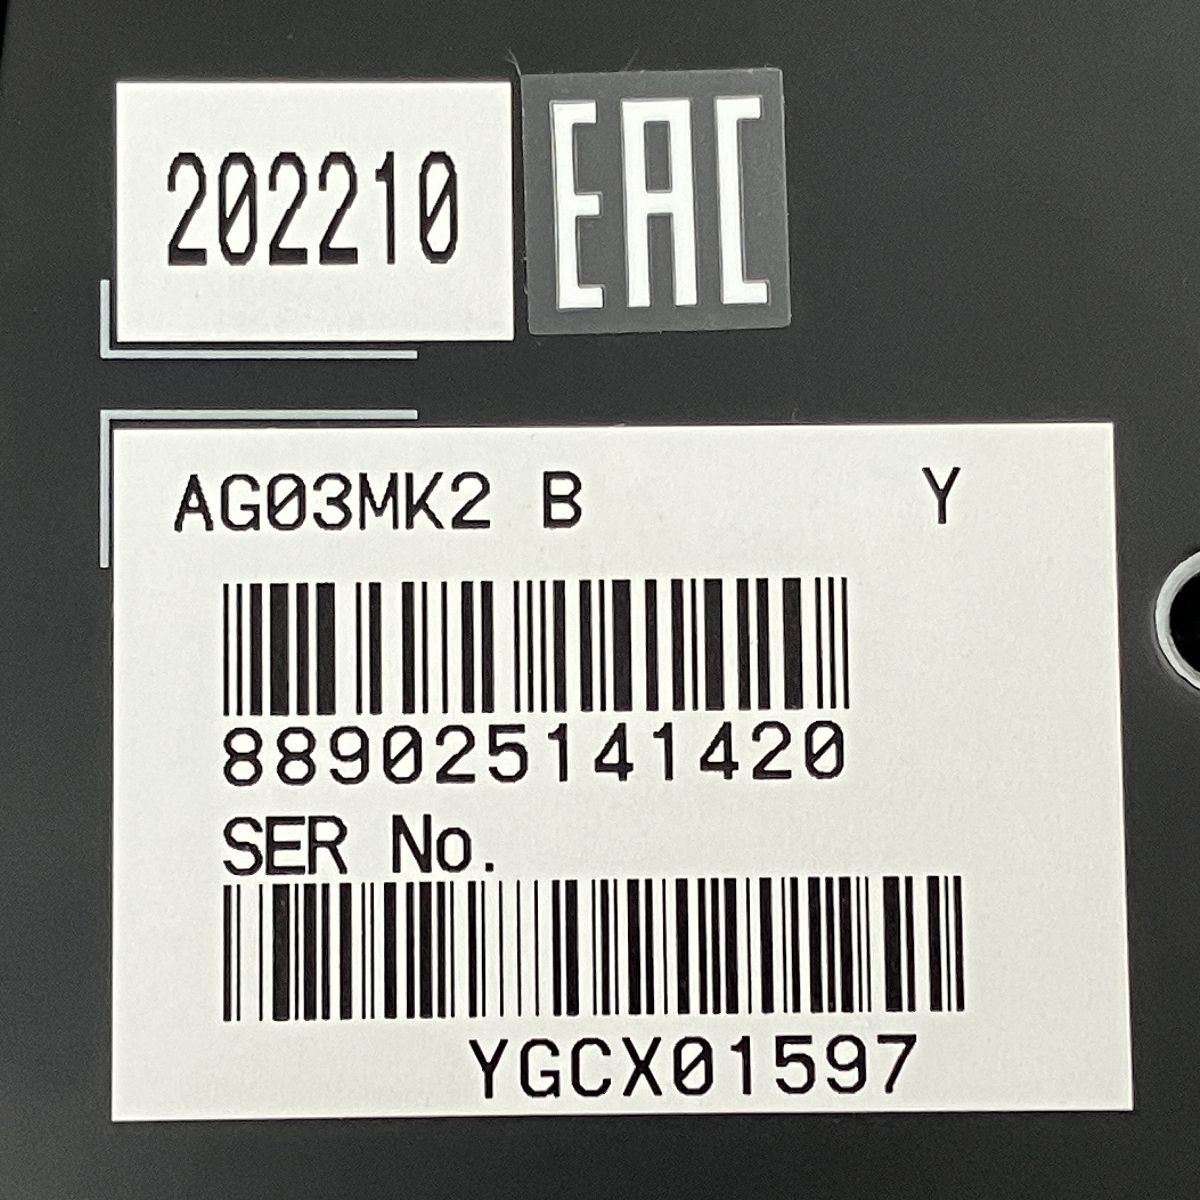 202210
EAC
AG03MK2 B Y
889025141420
SER No.
YGCX01597